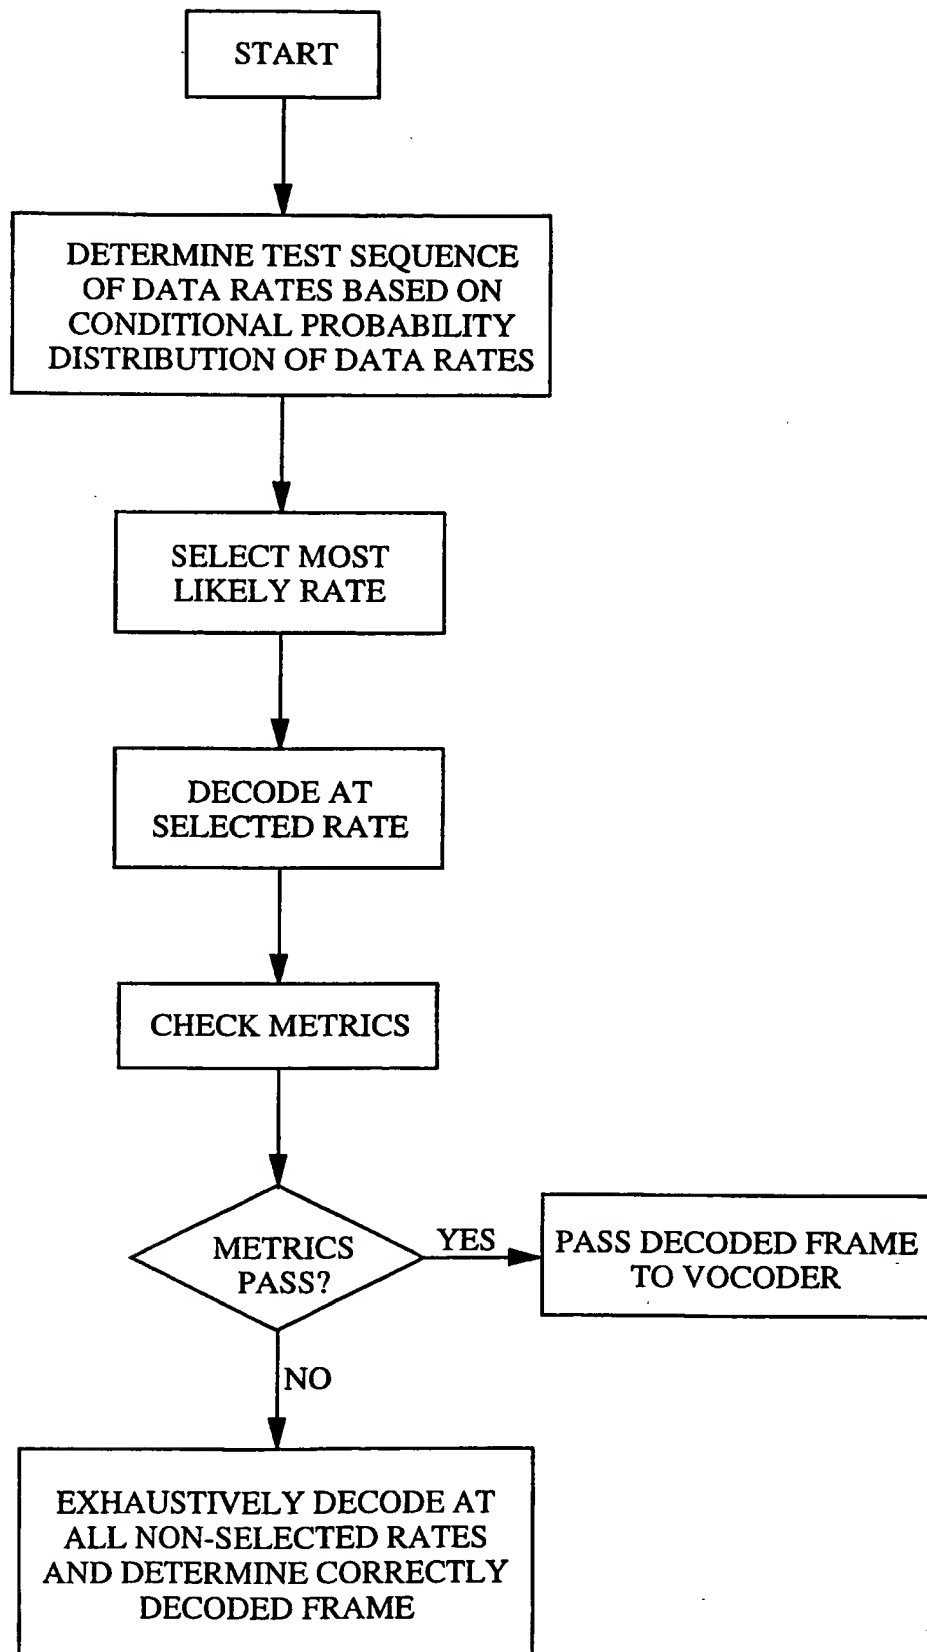 START
DETERMINE TEST SEQUENCE
OF DATA RATES BASED ON
CONDITIONAL PROBABILITY
DISTRIBUTION OF DATA RATES
SELECT MOST
LIKELY RATE
DECODE AT
SELECTED RATE
CHECK METRICS
METRICS
PASS?
YES
PASS DECODED FRAME
TO VOCODER
NO
EXHAUSTIVELY DECODE AT
ALL NON-SELECTED RATES
AND DETERMINE CORRECTLY
DECODED FRAME